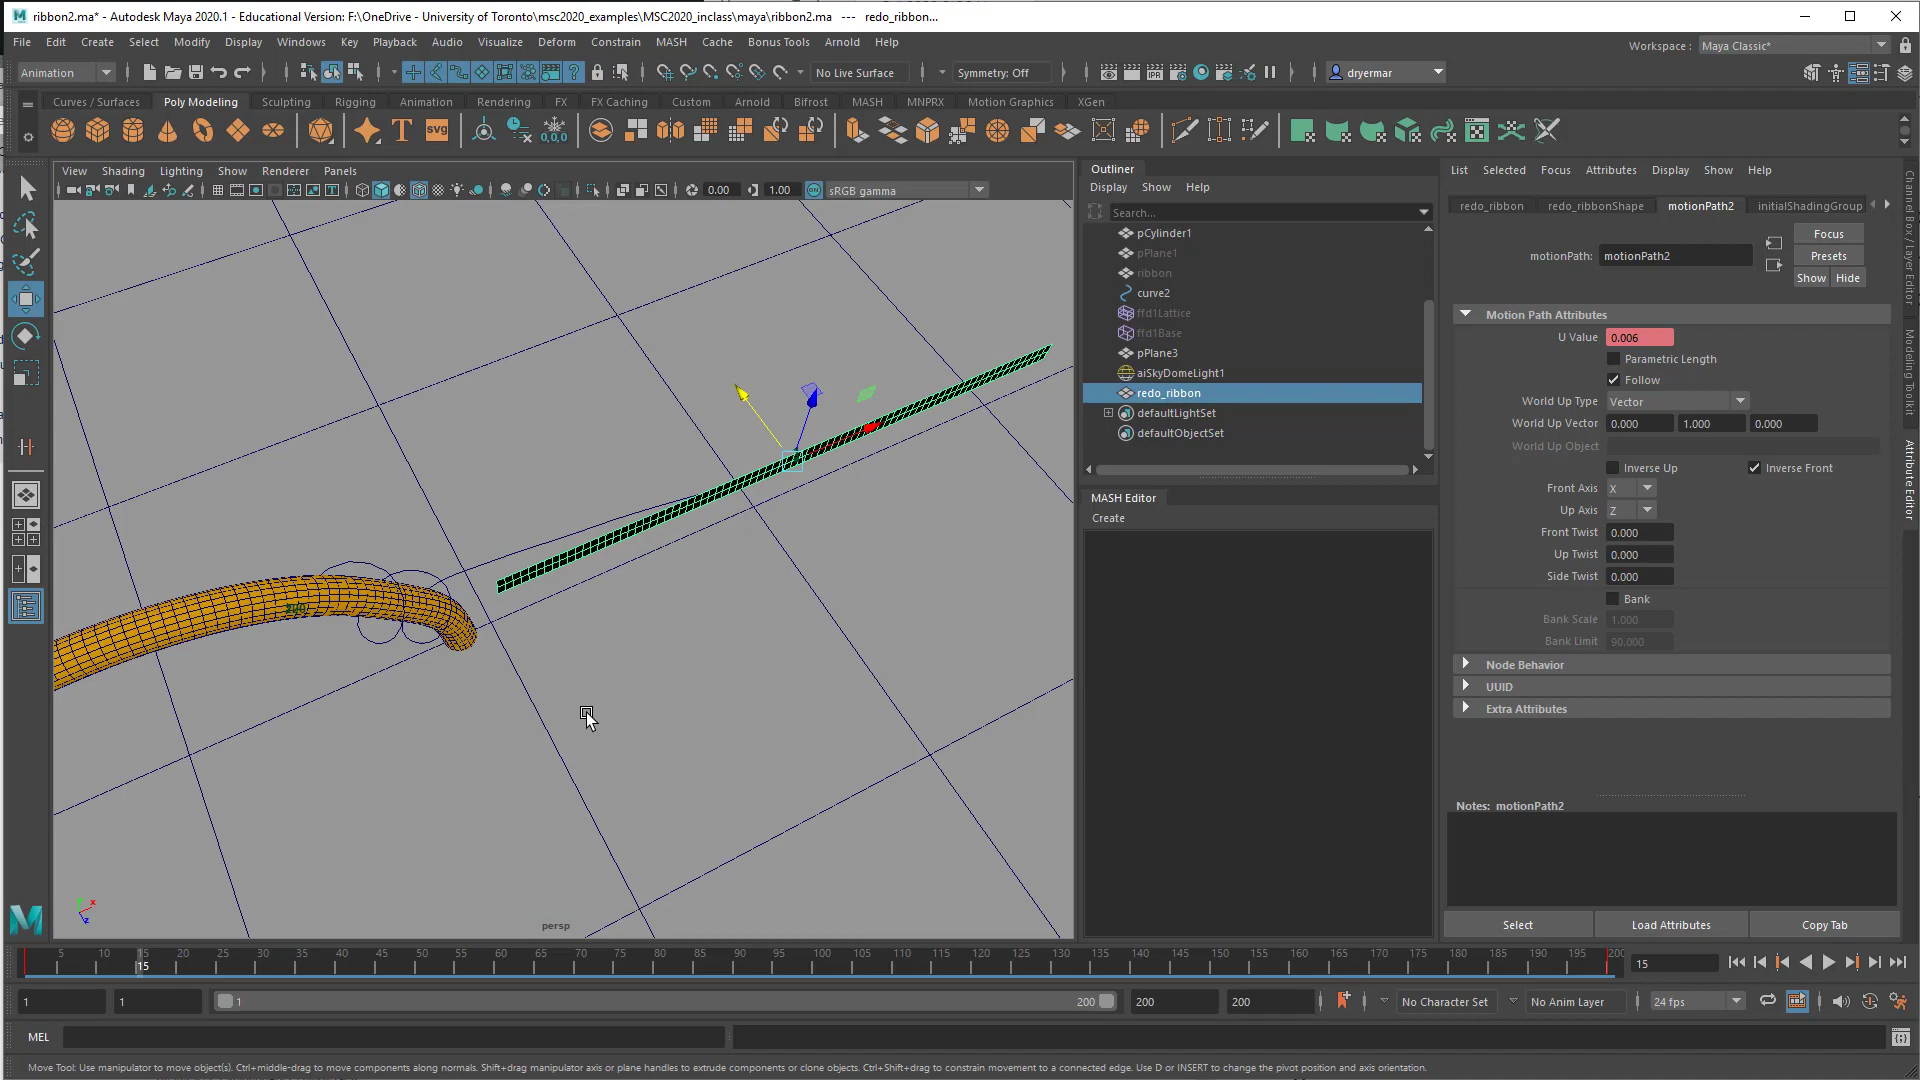 ribbon2.ma* - Autodesk Maya 2020.1 - Educational Version: F:\OneDrive - University of Toronto\msc2020_examples\MSC2020_inclass\maya\ribbon2.ma   ---   redo_ribbon...
File Edit Create Select Modify Display Windows Key Playback Audio Visualize Deform Constrain MASH Cache Bonus Tools Arnold Help
Workspace : Maya Classic*
Animation No Live Surface Symmetry: Off IPR dryermar
Curves / Surfaces Poly Modeling Sculpting Rigging Animation Rendering FX FX Caching Custom Arnold Bifrost MASH MNPRX Motion Graphics XGen
T svg
View Shading Lighting Show Renderer Panels
0.00 1.00 sRGB gamma
persp
Outliner
Display Show Help
Search...
pCylinder1
pPlane1
ribbon
curve2
ffd1Lattice
ffd1Base
pPlane3
aiSkyDomeLight1
redo_ribbon
defaultLightSet
defaultObjectSet
MASH Editor
Create
List Selected Focus Attributes Display Show Help
redo_ribbon redo_ribbonShape motionPath2 initialShadingGroup
Focus
motionPath: motionPath2 Presets
Show Hide
Motion Path Attributes
U Value 0.006
Parametric Length
Follow
World Up Type Vector
World Up Vector 0.000 1.000 0.000
World Up Object
Inverse Up Inverse Front
Front Axis X
Up Axis Z
Front Twist 0.000
Up Twist 0.000
Side Twist 0.000
Bank
Bank Scale 1.000
Bank Limit 90.000
Node Behavior
UUID
Extra Attributes
Notes: motionPath2
Select Load Attributes Copy Tab
Channel Box / Layer Editor
Modeling Toolkit
Attribute Editor
5 10 15 20 25 30 35 40 45 50 55 60 65 70 75 80 85 90 95 100 105 110 115 120 125 130 135 140 145 150 155 160 165 170 175 180 185 190 195 200
15 15
1 1 1 200 200 200 No Character Set No Anim Layer 24 fps
MEL
Move Tool: Use manipulator to move object(s). Ctrl+middle-drag to move components along normals. Shift+drag manipulator axis or plane handles to extrude components or clone objects. Ctrl+Shift+drag to constrain movement to a connected edge. Use D or INSERT to change the pivot position and axis orientation.